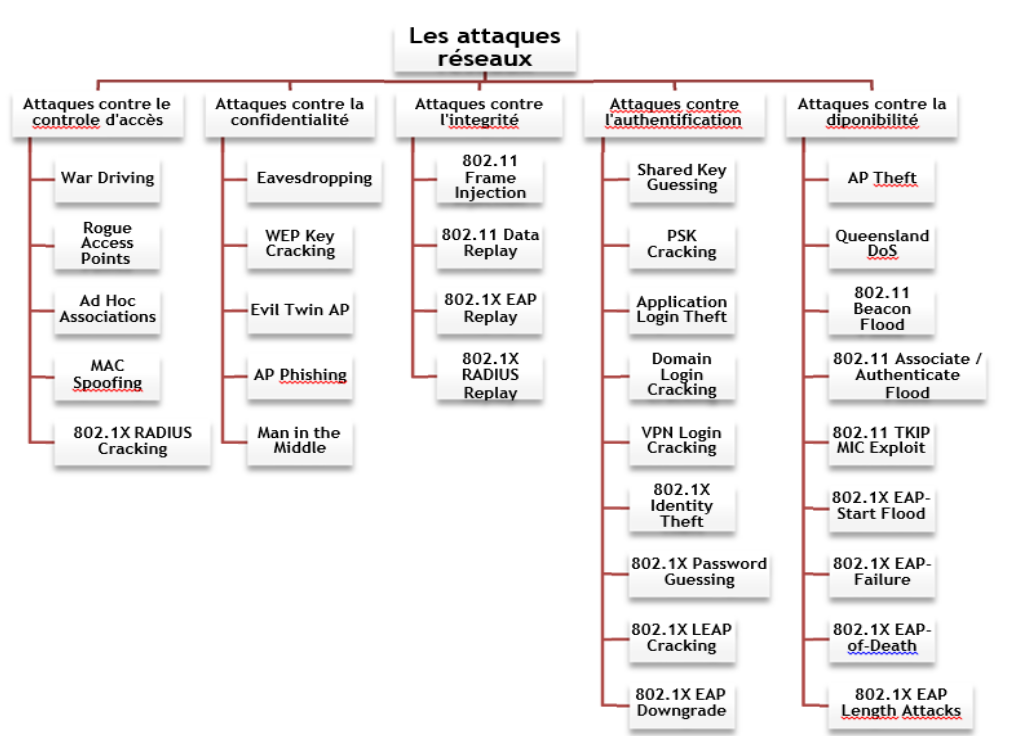 Les attaques
réseaux
Attaques contre le
controle d'accès
War Driving
Rogue
Access
Points
Ad Hoc
Associations
MAC
Spoofing
802.1X RADIUS
Cracking
Attaques contre la
confidentialité
Eavesdropping
WEP Key
Cracking
Evil Twin AP
AP Phishing
Man in the
Middle
Attaques contre
l'integrité
802.11
Frame
Injection
802.11 Data
Replay
802.1X EAP
Replay
802.1X
RADIUS
Replay
Attaques contre
l'authentification
Shared Key
Guessing
PSK
Cracking
Application
Login Theft
Domain
Login
Cracking
VPN Login
Cracking
802.1X
Identity
Theft
802.1X Password
Guessing
802.1X LEAP
Cracking
802.1X EAP
Downgrade
Attaques contre la
diponibilité
AP Theft
Queensland
DoS
802.11
Beacon
Flood
802.11 Associate /
Authenticate
Flood
802.11 TKIP
MIC Exploit
802.1X EAP-
Start Flood
802.1X EAP-
Failure
802.1X EAP-
of-Death
802.1X EAP
Length Attacks